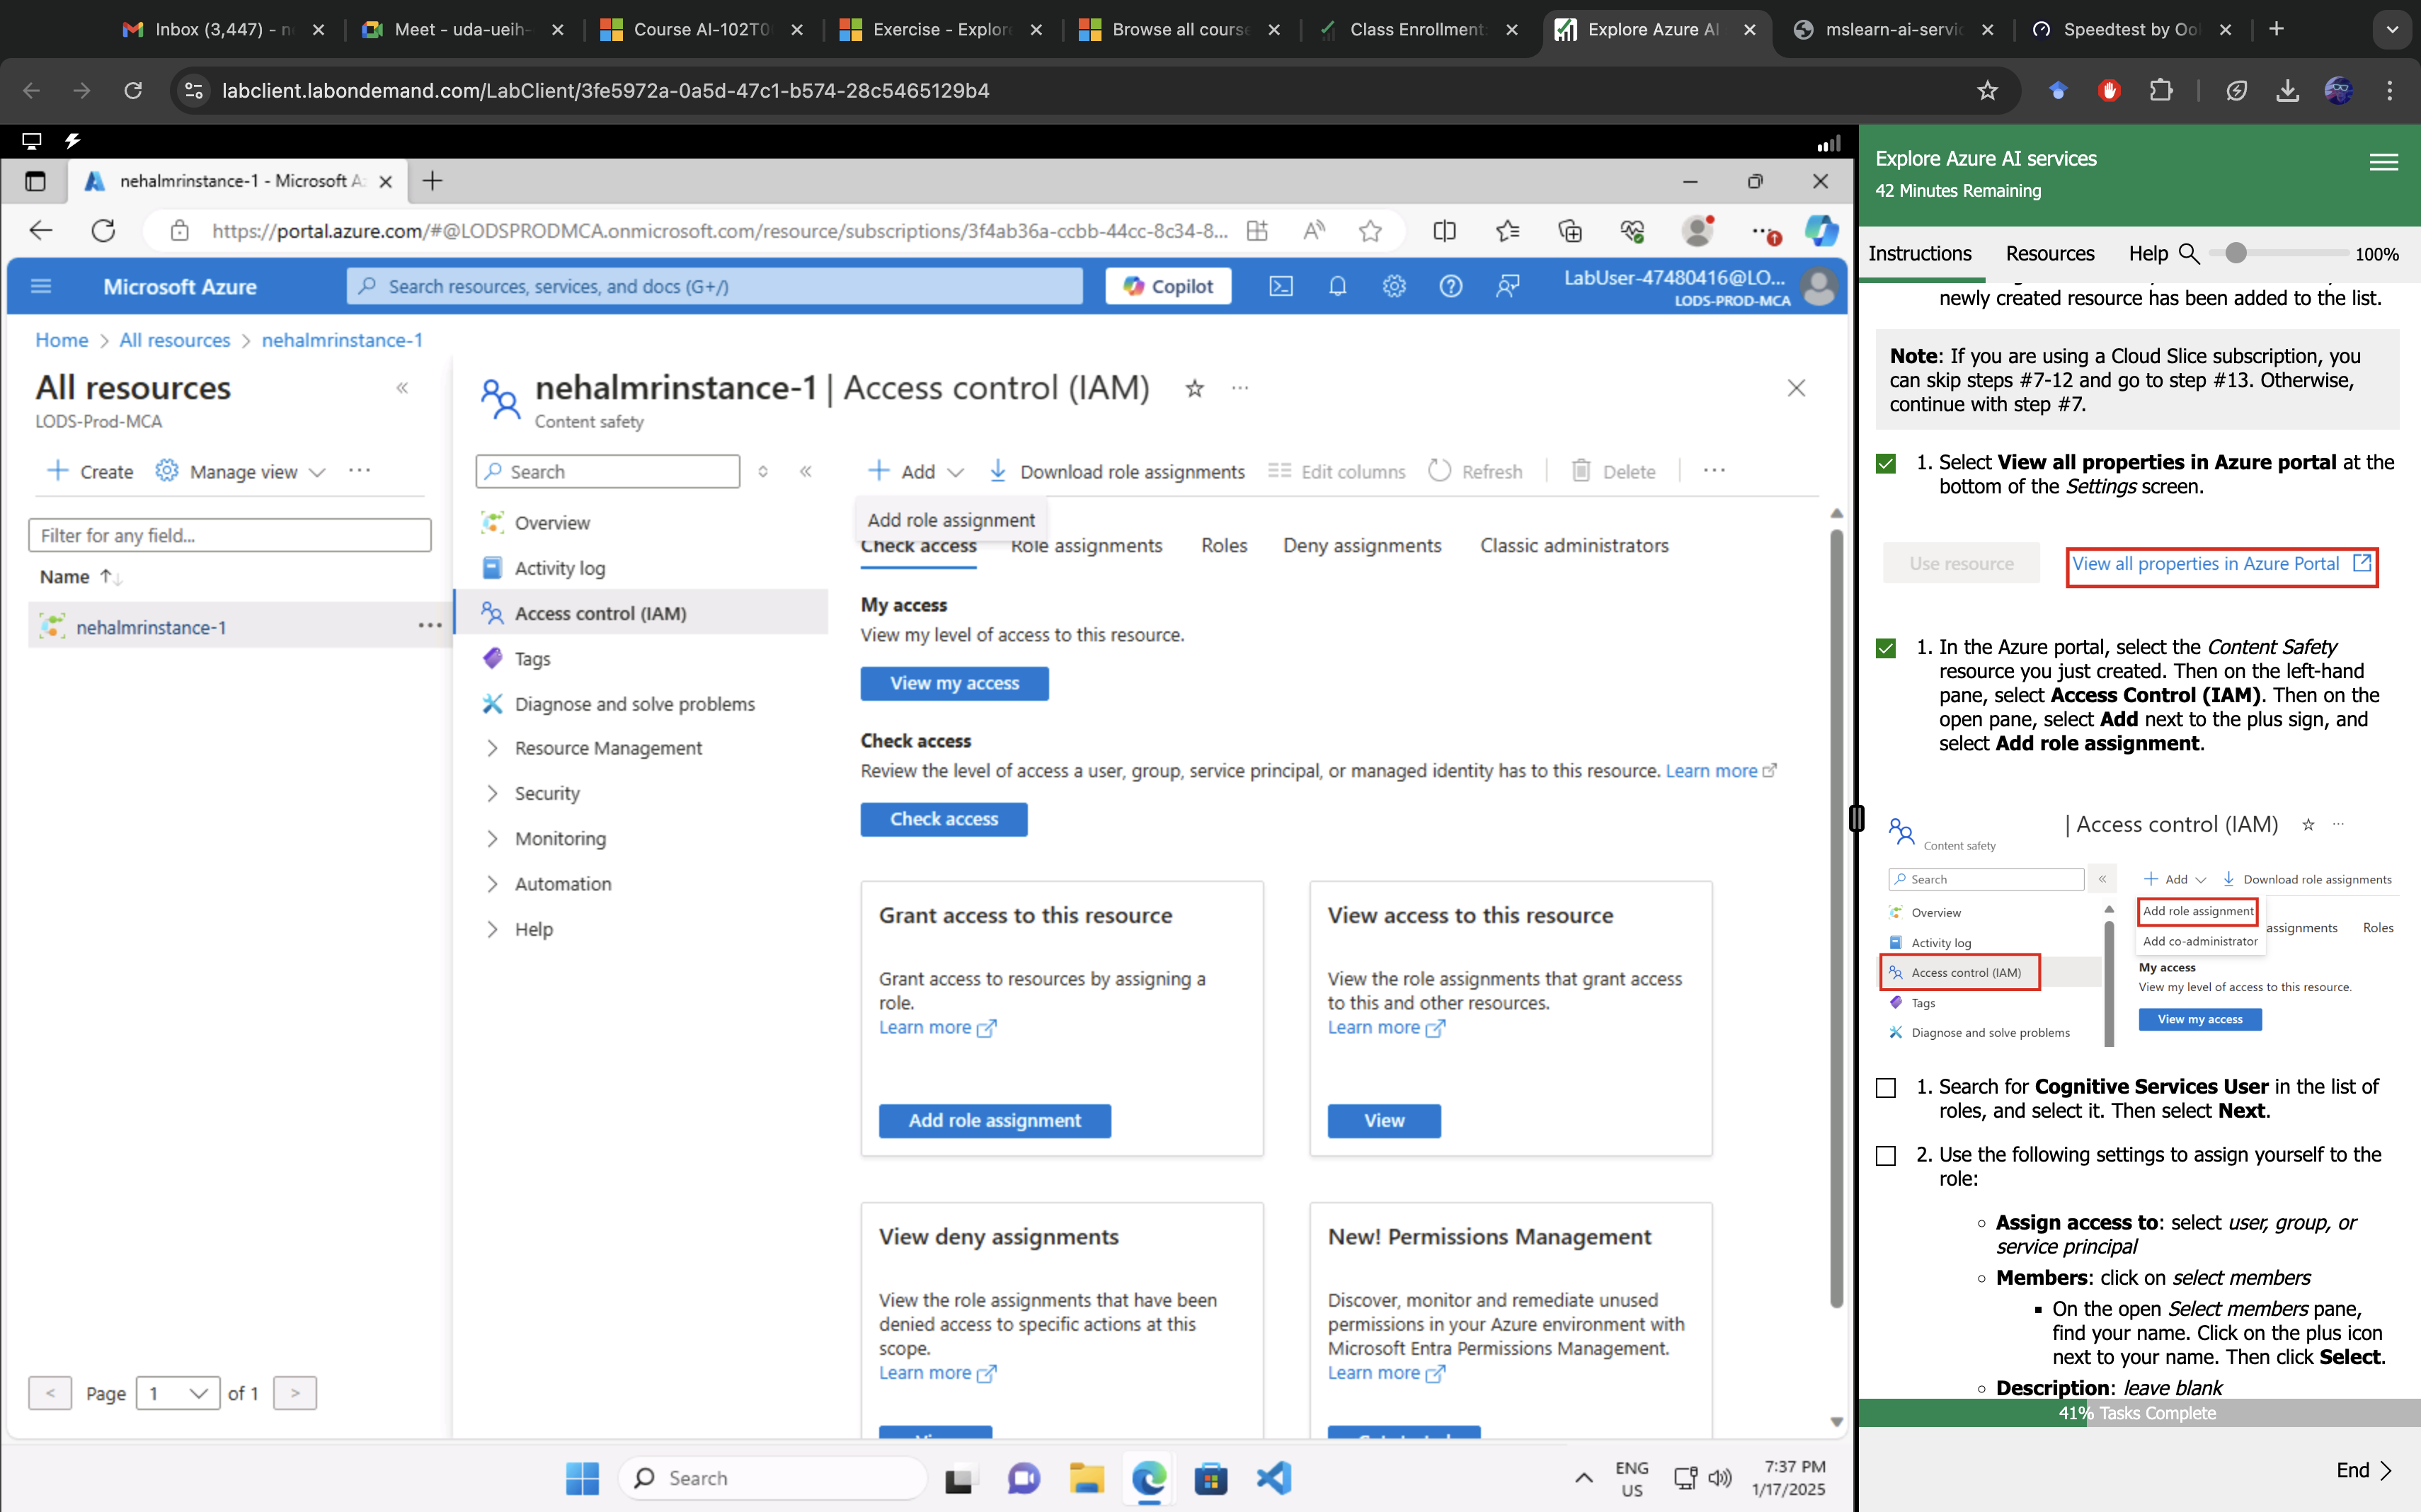 Inbox (3,447) - n
Meet - uda-ueih-
Course AI-102T0
Exercise - Explore
Browse all course
Class Enrollment
Explore Azure AI
mslearn-ai-servic
Speedtest by Ook
labclient.labondemand.com/LabClient/3fe5972a-0a5d-47c1-b574-28c5465129b4
nehalmrinstance-1 - Microsoft A
https://portal.azure.com/#@LODSPRODMCA.onmicrosoft.com/resource/subscriptions/3f4ab36a-ccbb-44cc-8c34-8...
Microsoft Azure
Search resources, services, and docs (G+/)
Copilot
LabUser-47480416@LO...
LODS-PROD-MCA
Home > All resources > nehalmrinstance-1
All resources
LODS-Prod-MCA
Create
Manage view
Filter for any field...
Name
nehalmrinstance-1
< Page 1 of 1 >
nehalmrinstance-1 | Access control (IAM)
Content safety
Search
Overview
Activity log
Access control (IAM)
Tags
Diagnose and solve problems
Resource Management
Security
Monitoring
Automation
Help
Add
Download role assignments
Edit columns
Refresh
Delete
Add role assignment
Check access
Role assignments
Roles
Deny assignments
Classic administrators
My access
View my level of access to this resource.
View my access
Check access
Review the level of access a user, group, service principal, or managed identity has to this resource. Learn more
Check access
Grant access to this resource
Grant access to resources by assigning a
role.
Learn more
Add role assignment
View access to this resource
View the role assignments that grant access
to this and other resources.
Learn more
View
View deny assignments
View the role assignments that have been
denied access to specific actions at this
scope.
Learn more
New! Permissions Management
Discover, monitor and remediate unused
permissions in your Azure environment with
Microsoft Entra Permissions Management.
Learn more
Search
ENG
US
7:37 PM
1/17/2025
Explore Azure AI services
42 Minutes Remaining
Instructions
Resources
Help
100%
newly created resource has been added to the list.
Note: If you are using a Cloud Slice subscription, you
can skip steps #7-12 and go to step #13. Otherwise,
continue with step #7.
1. Select View all properties in Azure portal at the
bottom of the Settings screen.
Use resource
View all properties in Azure Portal
1. In the Azure portal, select the Content Safety
resource you just created. Then on the left-hand
pane, select Access Control (IAM). Then on the
open pane, select Add next to the plus sign, and
select Add role assignment.
| Access control (IAM)
Content safety
Search
Add
Download role assignments
Overview
Add role assignment
assignments
Roles
Activity log
Add co-administrator
Access control (IAM)
My access
View my level of access to this resource.
Tags
View my access
Diagnose and solve problems
1. Search for Cognitive Services User in the list of
roles, and select it. Then select Next.
2. Use the following settings to assign yourself to the
role:
Assign access to: select user, group, or
service principal
Members: click on select members
On the open Select members pane,
find your name. Click on the plus icon
next to your name. Then click Select.
Description: leave blank
41% Tasks Complete
End